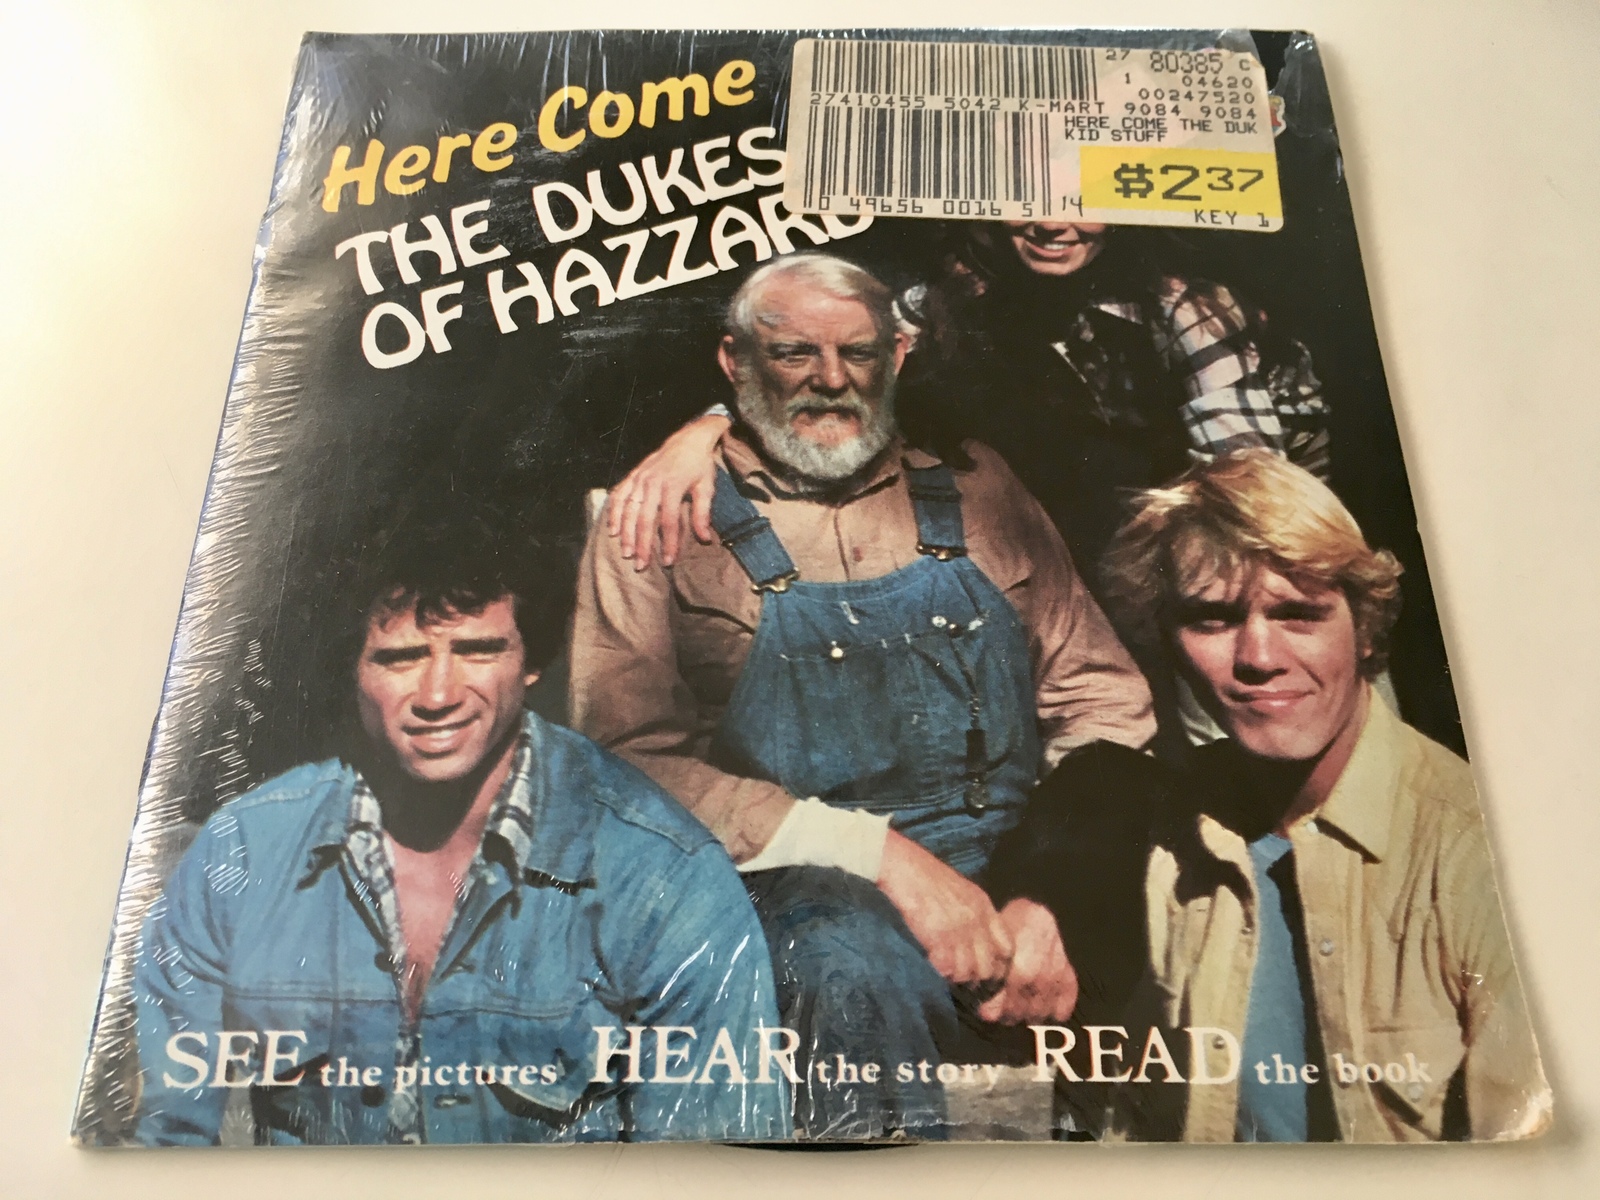 Here Come
THE DUKES
OF HAZZARD
27 80385 C
1 04620
00247520
27410455 5042 K-MART 9084 9084
HERE COME THE DUK
KID STUFF
$2.37
0 49656 0016 5 14
KEY 1
SEE the pictures HEAR the story READ the book